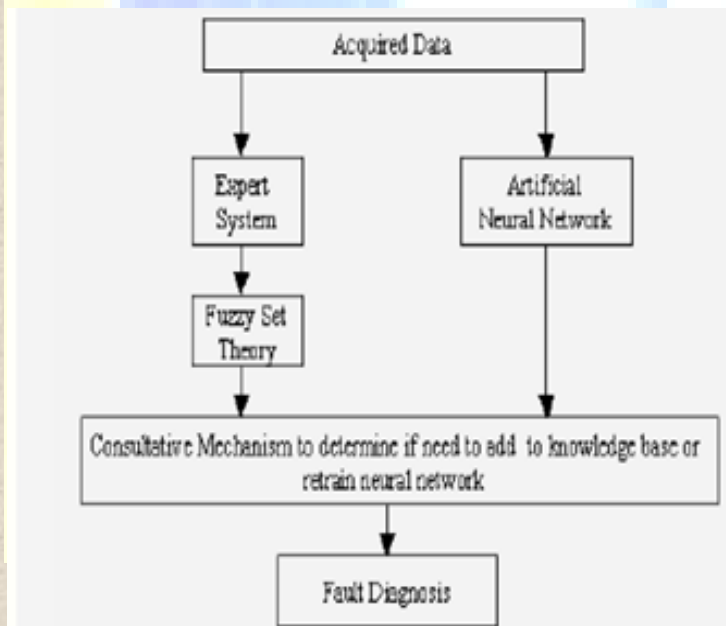 Acquired Data
Expert
System
Artificial
Neural Network
Fuzzy Set
Theory
Consultative Mechanism to determine if need to add to knowledge base or
retrain neural network
Fault Diagnosis